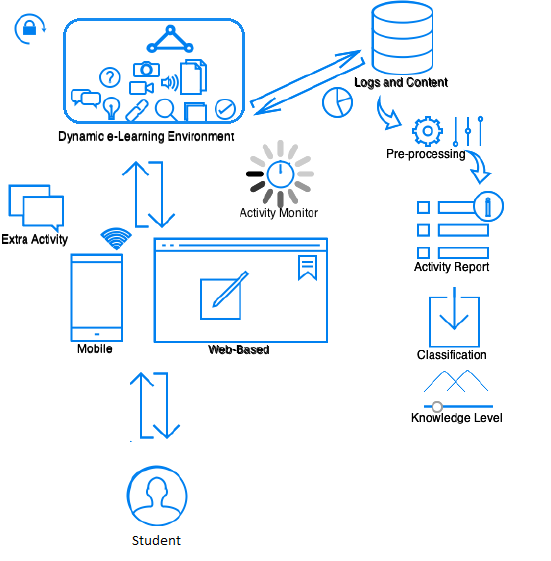 Logs and Content
Dynamic e-Learning Environment
Pre-processing
Activity Monitor
Extra Activity
Activity Report
Mobile
Web-Based
Classification
Knowledge Level
Student